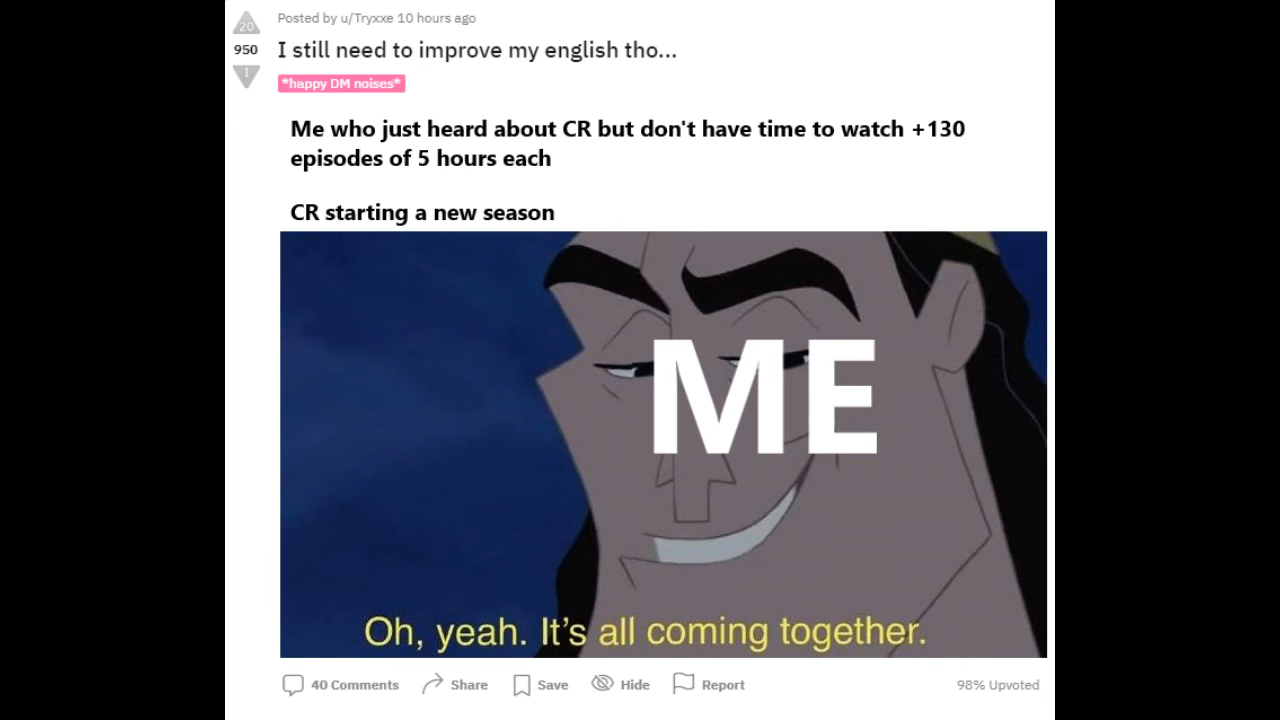 20
Posted by u/Tryxxe 10 hours ago
950
I still need to improve my english tho...
1
*happy DM noises*
Me who just heard about CR but don't have time to watch +130
episodes of 5 hours each
CR starting a new season
ME
Oh, yeah. It's all coming together.
40 Comments Share Save Hide Report 98% Upvoted